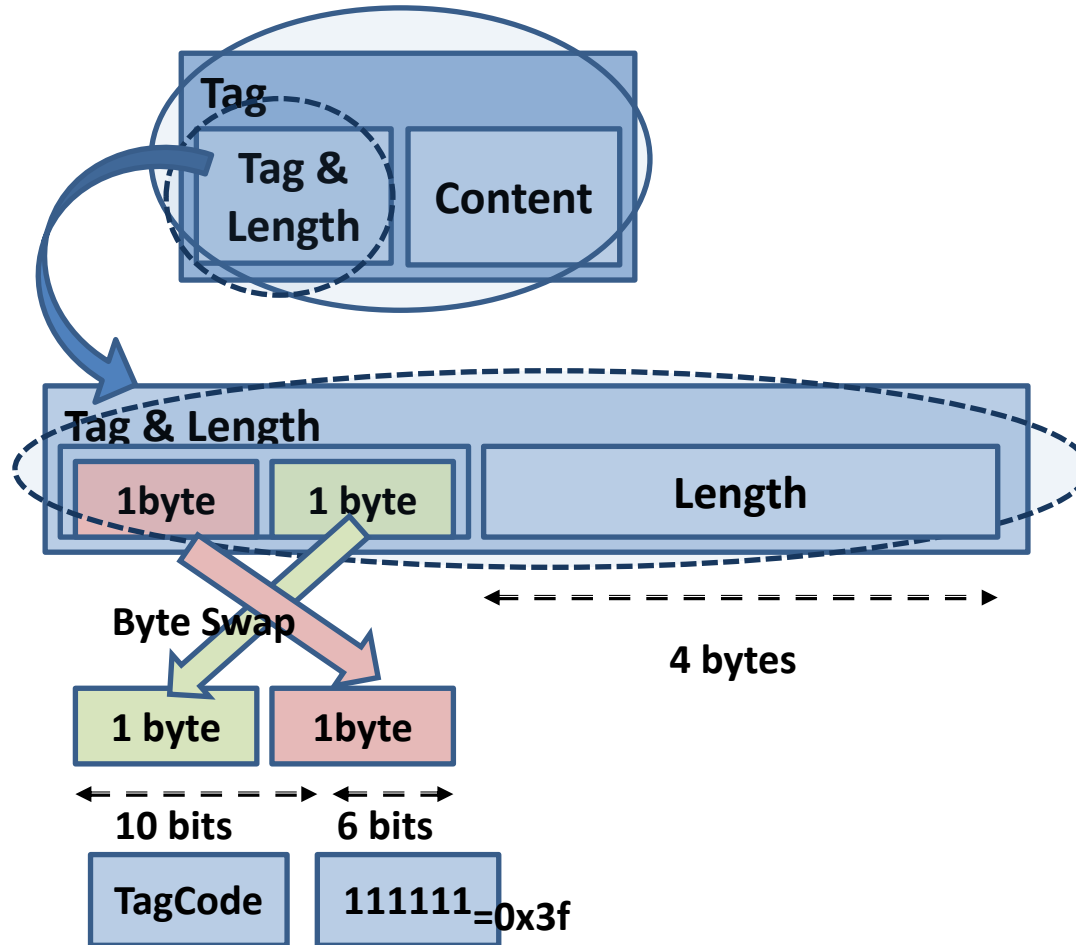 Tag
Tag &
Length
Content
Tag & Length
1byte
1 byte
Length
Byte Swap
4 bytes
1 byte
1byte
10 bits
6 bits
TagCode
111111
=0x3f